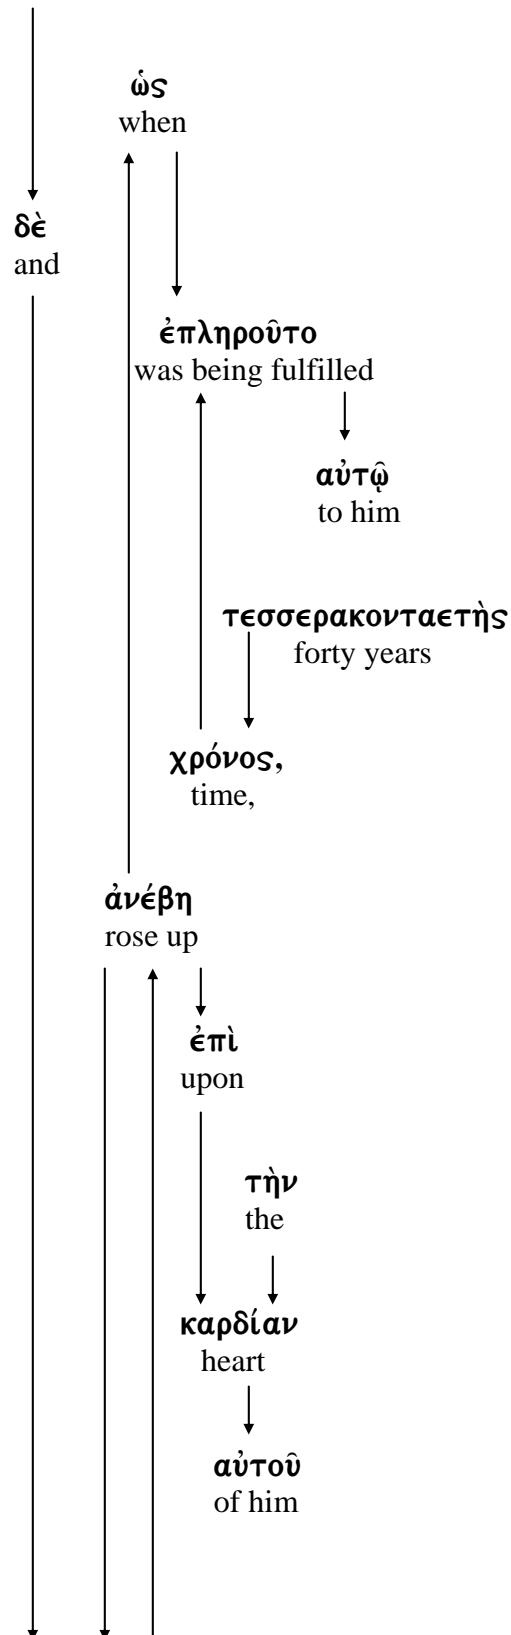 ὡς
when
δὲ
and
ἐπληροῦτο
was being fulfilled
αὐτῷ
to him
τεσσερακονταετὴς
forty years
χρόνος,
time,
ἀνέβη
rose up
ἐπὶ
upon
τὴν
the
καρδίαν
heart
αὐτοῦ
of him